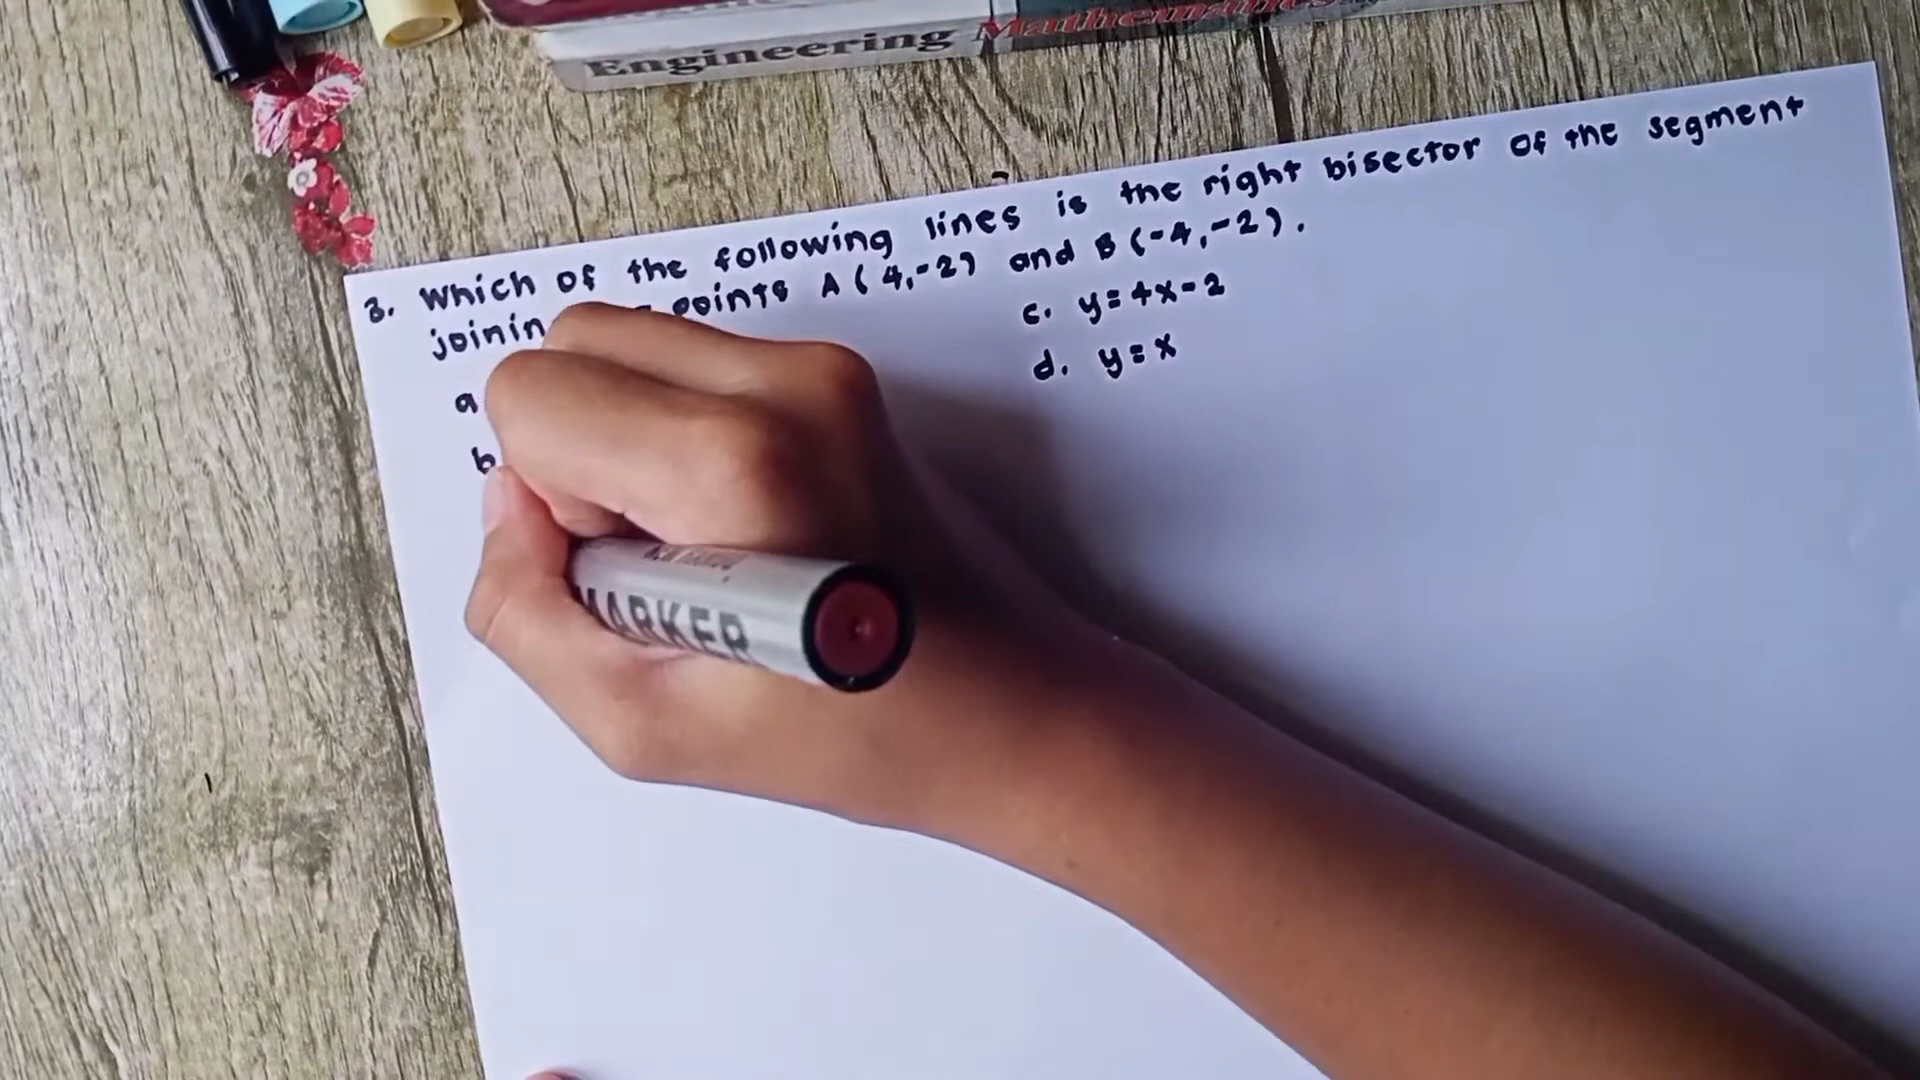 Engineering Mathematics
3. Which of the following lines is the right bisector of the segment
joinin points A(4,-2) and B(-4,-2).
a
b
c. y=4x-2
d. y=x
MARKER